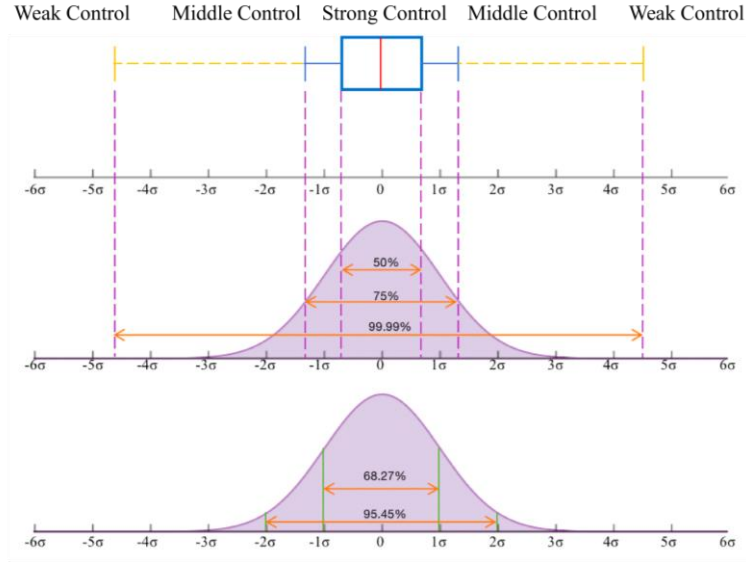 Weak Control Middle Control Strong Control Middle Control Weak Control
-6σ -5σ -4σ -3σ -2σ -1σ 0 1σ 2σ 3σ 4σ 5σ 6σ
50%
75%
99.99%
-6σ -5σ -4σ -3σ -2σ -1σ 0 1σ 2σ 3σ 4σ 5σ 6σ
68.27%
95.45%
-6σ -5σ -4σ -3σ -2σ -1σ 0 1σ 2σ 3σ 4σ 5σ 6σ